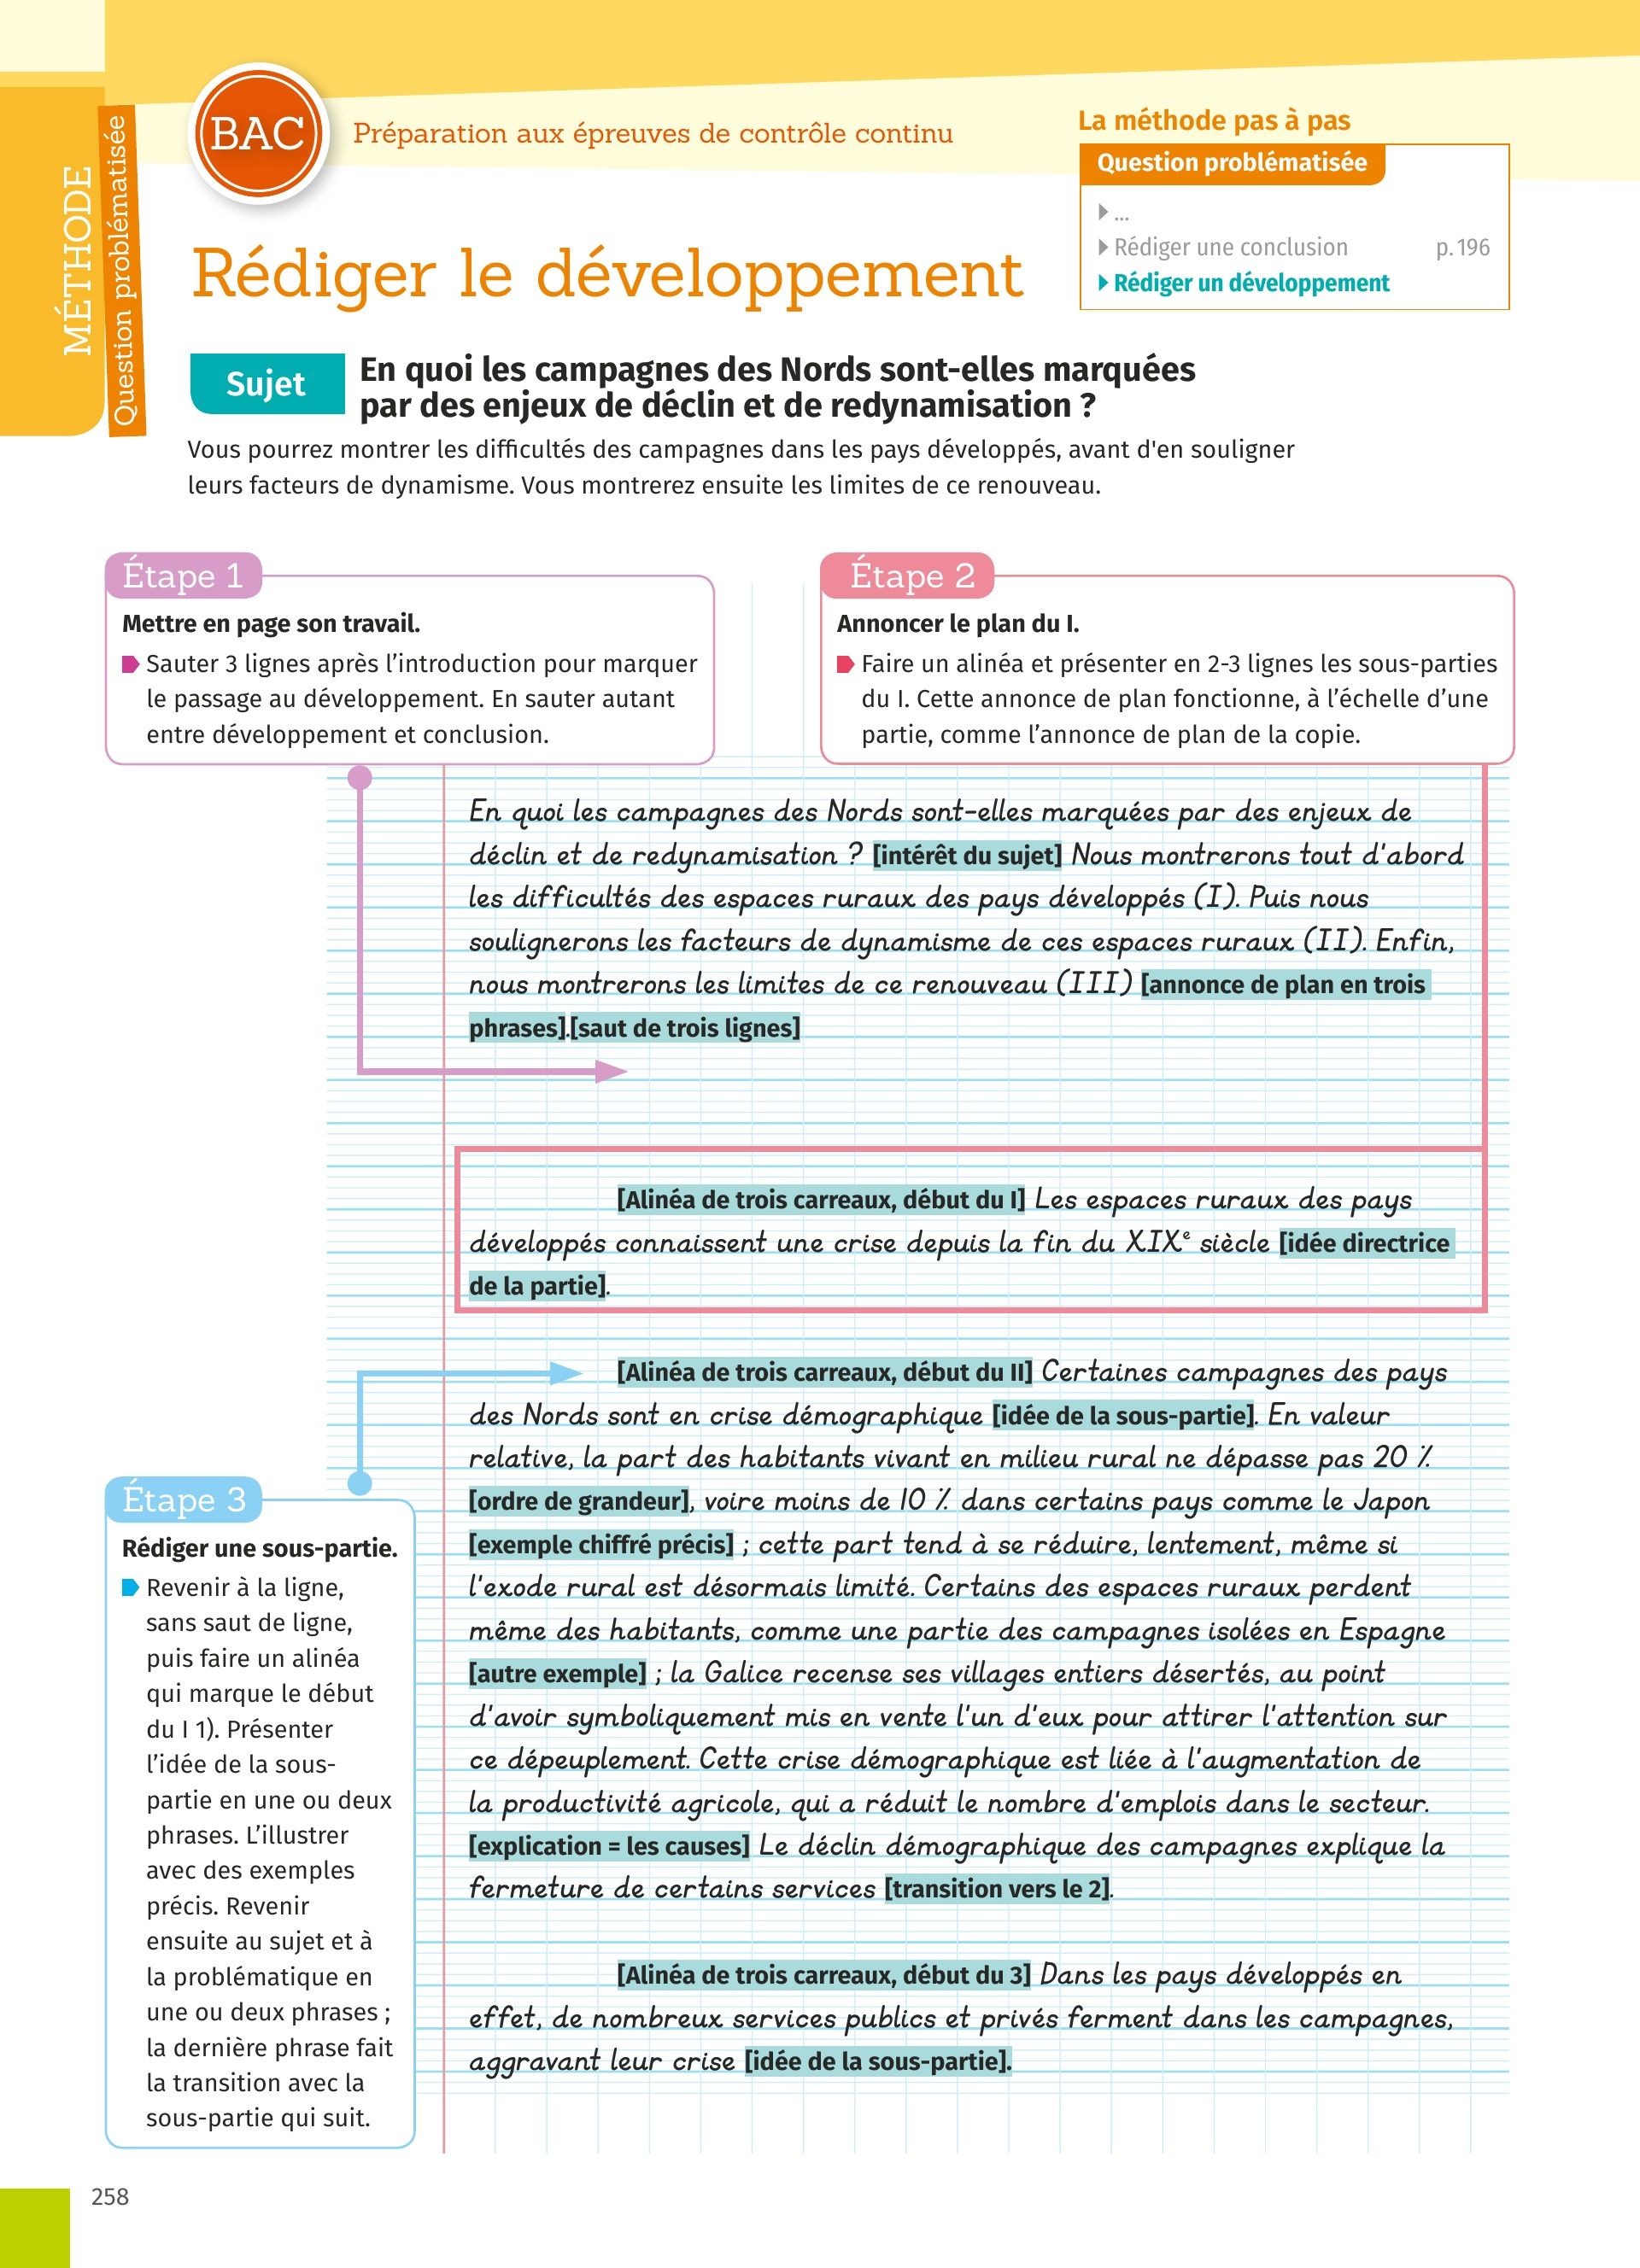 MÉTHODE
Question problématisée
BAC
Préparation aux épreuves de contrôle continu
La méthode pas à pas
Question problématisée
...
Rédiger une conclusion p. 196
Rédiger un développement
Rédiger le développement
Sujet
En quoi les campagnes des Nords sont-elles marquées
par des enjeux de déclin et de redynamisation ?
Vous pourrez montrer les difficultés des campagnes dans les pays développés, avant d'en souligner
leurs facteurs de dynamisme. Vous montrerez ensuite les limites de ce renouveau.
Étape 1
Mettre en page son travail.
Sauter 3 lignes après l’introduction pour marquer
le passage au développement. En sauter autant
entre développement et conclusion.
Étape 2
Annoncer le plan du I.
Faire un alinéa et présenter en 2-3 lignes les sous-parties
du I. Cette annonce de plan fonctionne, à l’échelle d’une
partie, comme l’annonce de plan de la copie.
En quoi les campagnes des Nords sont-elles marquées par des enjeux de
déclin et de redynamisation ? [intérêt du sujet] Nous montrerons tout d'abord
les difficultés des espaces ruraux des pays développés (I). Puis nous
soulignerons les facteurs de dynamisme de ces espaces ruraux (II). Enfin,
nous montrerons les limites de ce renouveau (III) [annonce de plan en trois
phrases].[saut de trois lignes]
[Alinéa de trois carreaux, début du I] Les espaces ruraux des pays
développés connaissent une crise depuis la fin du XIXe siècle [idée directrice
de la partie].
[Alinéa de trois carreaux, début du II] Certaines campagnes des pays
des Nords sont en crise démographique [idée de la sous-partie]. En valeur
relative, la part des habitants vivant en milieu rural ne dépasse pas 20 %
[ordre de grandeur], voire moins de 10 % dans certains pays comme le Japon
[exemple chiffré précis] ; cette part tend à se réduire, lentement, même si
l'exode rural est désormais limité. Certains des espaces ruraux perdent
même des habitants, comme une partie des campagnes isolées en Espagne
[autre exemple] ; la Galice recense ses villages entiers désertés, au point
d'avoir symboliquement mis en vente l'un d'eux pour attirer l'attention sur
ce dépeuplement. Cette crise démographique est liée à l'augmentation de
la productivité agricole, qui a réduit le nombre d'emplois dans le secteur.
[explication = les causes] Le déclin démographique des campagnes explique la
fermeture de certains services [transition vers le 2].
[Alinéa de trois carreaux, début du 3] Dans les pays développés en
effet, de nombreux services publics et privés ferment dans les campagnes,
aggravant leur crise [idée de la sous-partie].
Étape 3
Rédiger une sous-partie.
Revenir à la ligne,
sans saut de ligne,
puis faire un alinéa
qui marque le début
du I 1). Présenter
l’idée de la sous-
partie en une ou deux
phrases. L’illustrer
avec des exemples
précis. Revenir
ensuite au sujet et à
la problématique en
une ou deux phrases ;
la dernière phrase fait
la transition avec la
sous-partie qui suit.
258